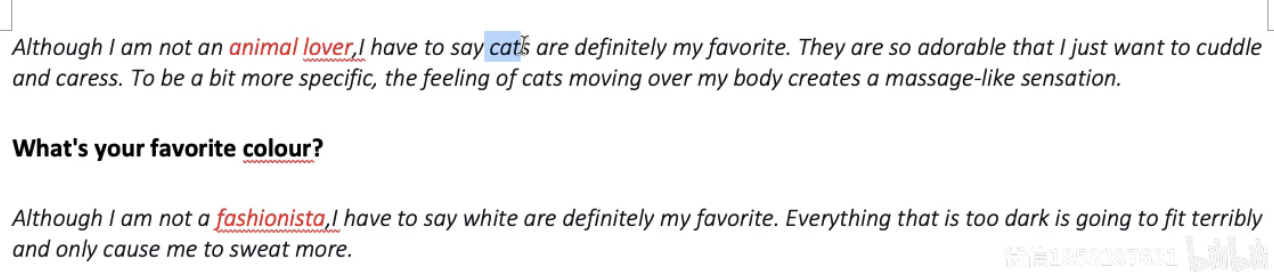 Although I am not an animal lover,I have to say cats are definitely my favorite. They are so adorable that I just want to cuddle
and caress. To be a bit more specific, the feeling of cats moving over my body creates a massage-like sensation.
What's your favorite colour?
Although I am not a fashionista,I have to say white are definitely my favorite. Everything that is too dark is going to fit terribly
and only cause me to sweat more.